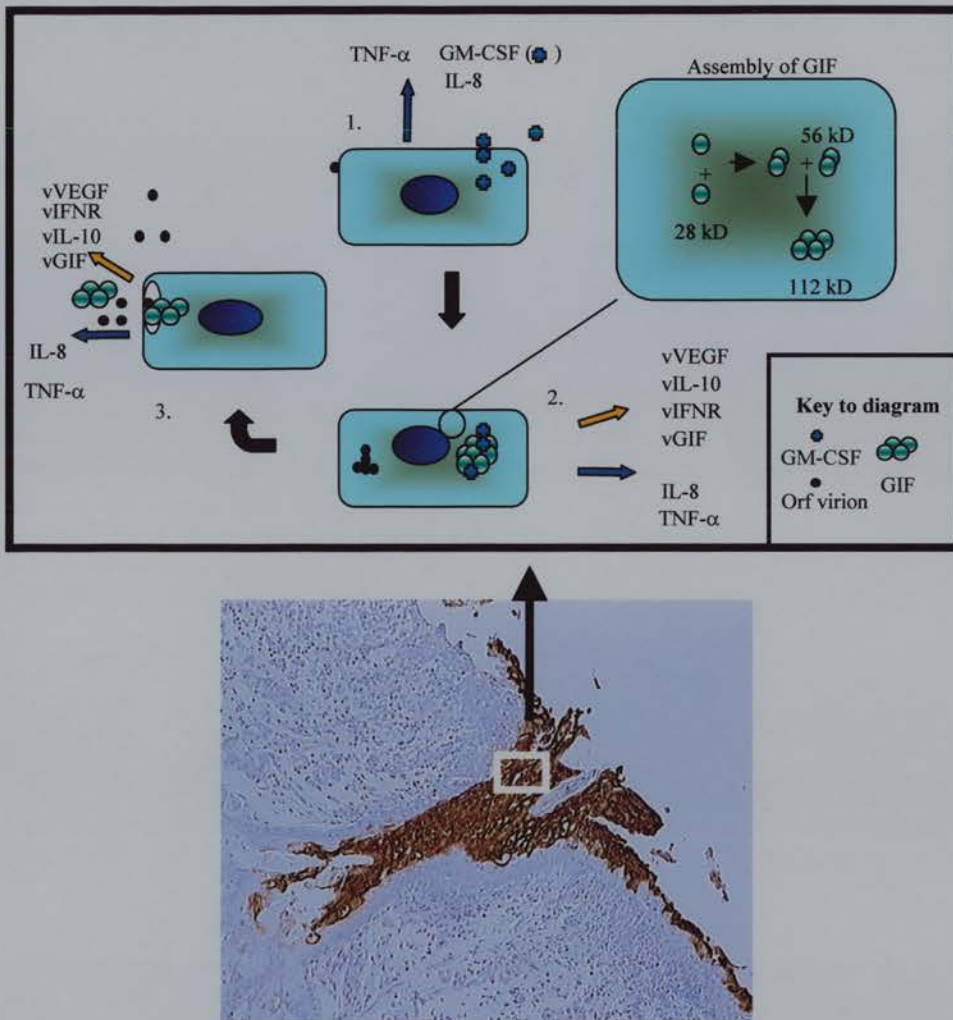 TNF-α GM-CSF ( )
IL-8
1.
Assembly of GIF
56 kD
+
+
28 kD
112 kD
vVEGF
vIFNR
vIL-10
vGIF
IL-8
TNF-α
3.
2.
vVEGF
vIL-10
vIFNR
vGIF
IL-8
TNF-α
Key to diagram
GM-CSF
GIF
Orf virion